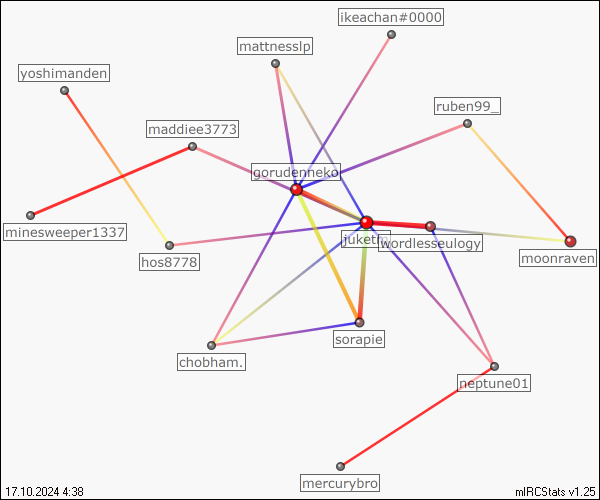 ikeachan#0000
mattnesslp
yoshimanden
ruben99_
maddiee3773
gorudenneko
minesweeper1337
wordlesseulogy
hos8778
moonraven
sorapie
chobham.
neptune01
mercurybro
17.10.2024 4:38
mIRCStats v1.25